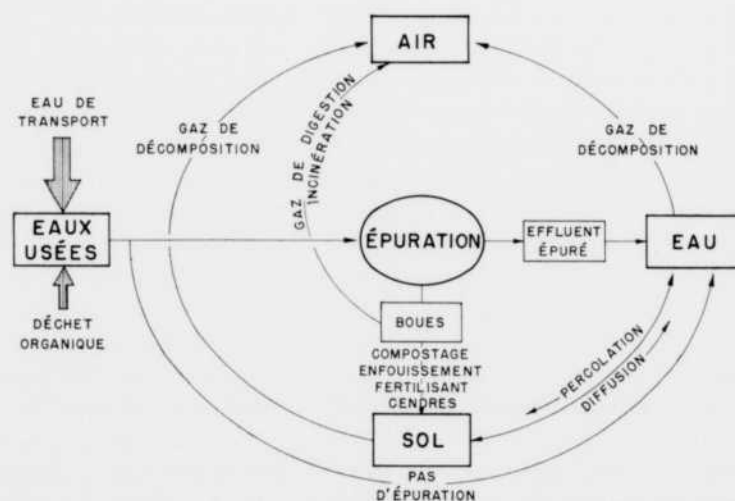 AIR
EAU DE
TRANSPORT
GAZ DE
DÉCOMPOSITION
GAZ DE DIGESTION
INCINÉRATION
GAZ DE
DÉCOMPOSITION
EAUX
USÉES
ÉPURATION
EFFLUENT
ÉPURÉ
EAU
DÉCHET
ORGANIQUE
BOUES
COMPOSTAGE
ENFOUISSEMENT
FERTILISANT
CENDRES
PERCOLATION
DIFFUSION
SOL
PAS
D'ÉPURATION